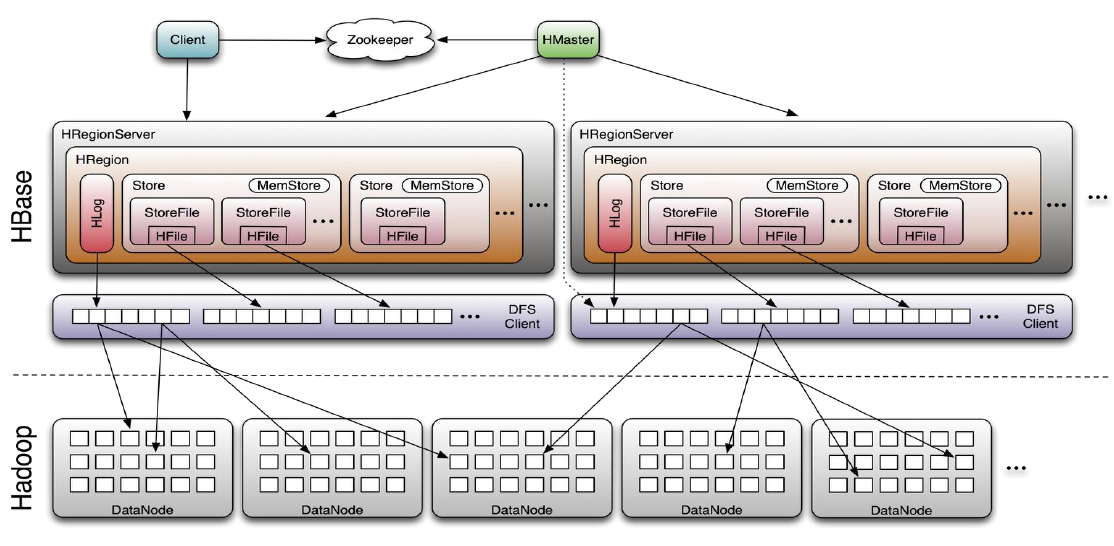 Client
Zookeeper
HMaster
HBase
HRegionServer
HRegion
HLog
Store
MemStore
StoreFile
HFile
StoreFile
HFile
...
Store
MemStore
StoreFile
HFile
...
...
HRegionServer
HRegion
HLog
Store
MemStore
StoreFile
HFile
StoreFile
HFile
...
Store
MemStore
StoreFile
HFile
...
...
...
...
DFS
Client
...
DFS
Client
Hadoop
DataNode
DataNode
DataNode
DataNode
DataNode
...